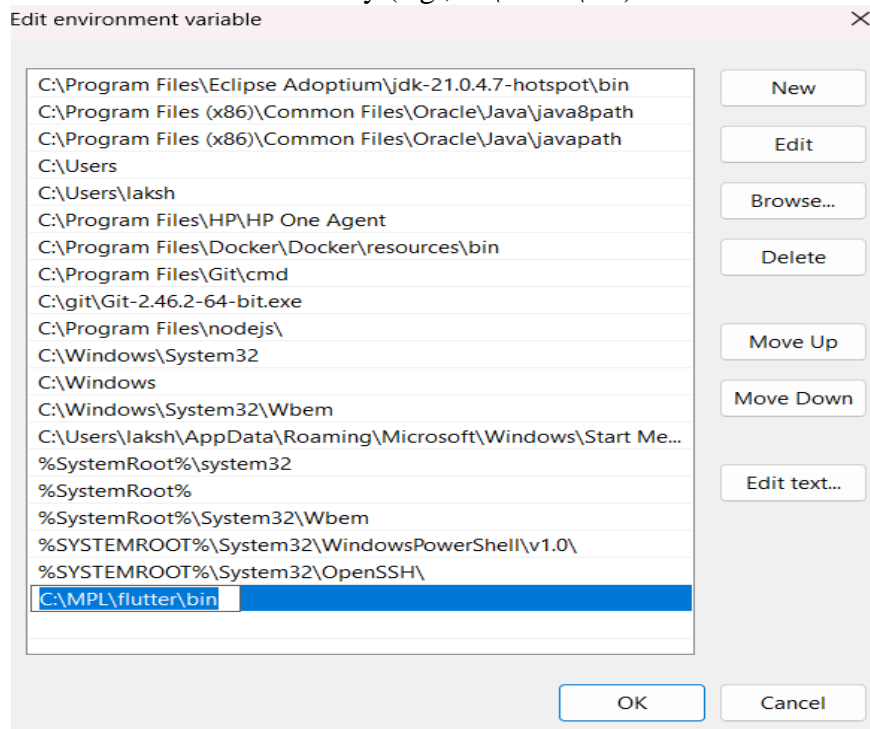 Edit environment variable
C:\Program Files\Eclipse Adoptium\jdk-21.0.4.7-hotspot\bin
C:\Program Files (x86)\Common Files\Oracle\Java\java8path
C:\Program Files (x86)\Common Files\Oracle\Java\javapath
C:\Users
C:\Users\laksh
C:\Program Files\HP\HP One Agent
C:\Program Files\Docker\Docker\resources\bin
C:\Program Files\Git\cmd
C:\git\Git-2.46.2-64-bit.exe
C:\Program Files\nodejs\
C:\Windows\System32
C:\Windows
C:\Windows\System32\Wbem
C:\Users\laksh\AppData\Roaming\Microsoft\Windows\Start Me...
%SystemRoot%\system32
%SystemRoot%
%SystemRoot%\System32\Wbem
%SYSTEMROOT%\System32\WindowsPowerShell\v1.0\
%SYSTEMROOT%\System32\OpenSSH\
C:\MPL\flutter\bin
New
Edit
Browse...
Delete
Move Up
Move Down
Edit text...
OK
Cancel